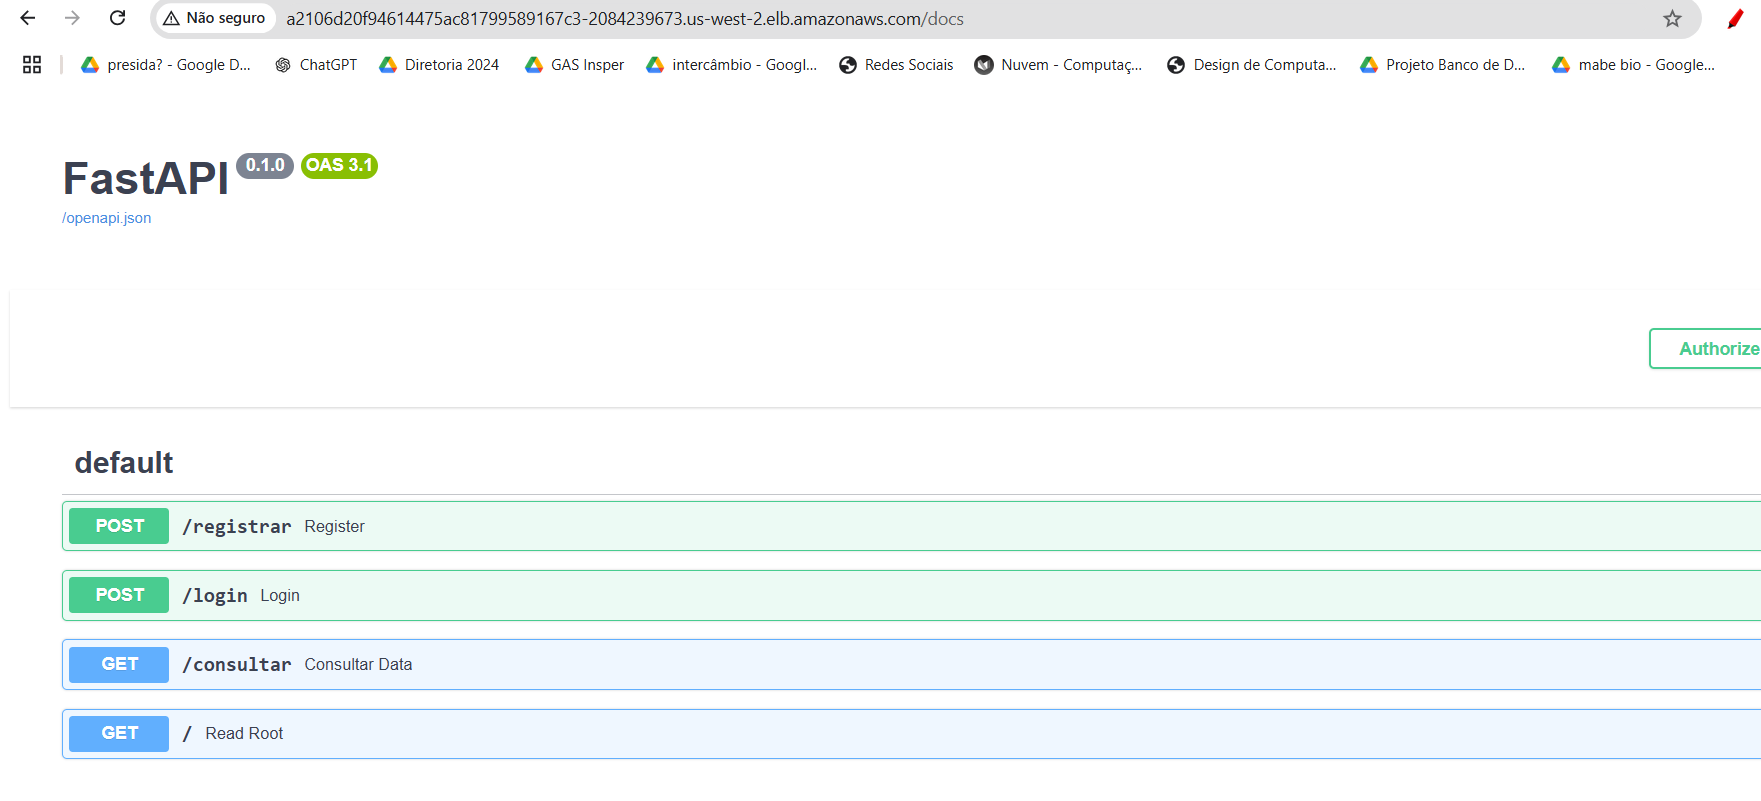 Não seguro a2106d20f94614475ac81799589167c3-2084239673.us-west-2.elb.amazonaws.com/docs
presida? - Google D... ChatGPT Diretoria 2024 GAS Insper intercâmbio - Googl... Redes Sociais Nuvem - Computaç... Design de Computa... Projeto Banco de D... mabe bio - Google...
FastAPI 0.1.0 OAS 3.1
/openapi.json
Authorize
default
POST /registrar Register
POST /login Login
GET /consultar Consultar Data
GET / Read Root